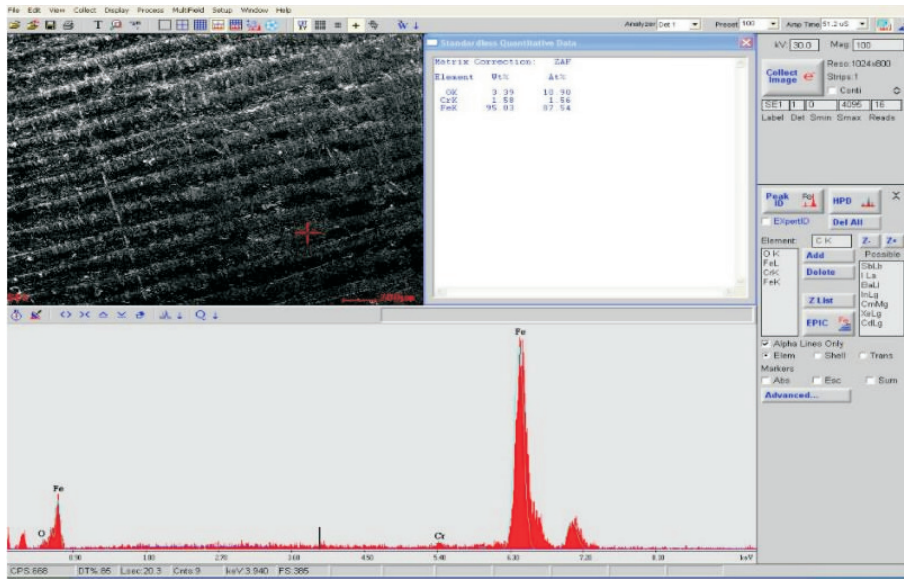 File Edit View Collect Display Process MultiField Setup Window Help
Analyzer Det 1 Preset 100 Amp Time 51.2 uS
Standardless Quantitative Data
Matrix Correction: ZAF
Element Wt% At%
OK 3.39 10.90
CrK 1.58 1.56
FeK 95.03 87.54
kV: 30.0 Mag: 100
Collect Image e⁻
Reso:1024x800
Strips:1
Conti
SE1 1 0 4095 16
Label Det Smin Smax Reads
Peak ID
HPD
ExpertID
Del All
Element: C K Z- Z+
O K
FeL
CrK
FeK
Add
Delete
Z List
EPIC Fe
Possible
I La
InLg
CmMg
XeLg
CdLg
Alpha Lines Only
Elem Shell Trans
Markers
Abs Esc Sum
Advanced...
Fe
Fe
O
Cr
0.90 1.80 2.70 3.60 4.50 5.40 6.30 7.20 8.10 keV
CPS:668 DT%:86 Lsec:20.3 Cnts:9 keV:3.940 FS:385